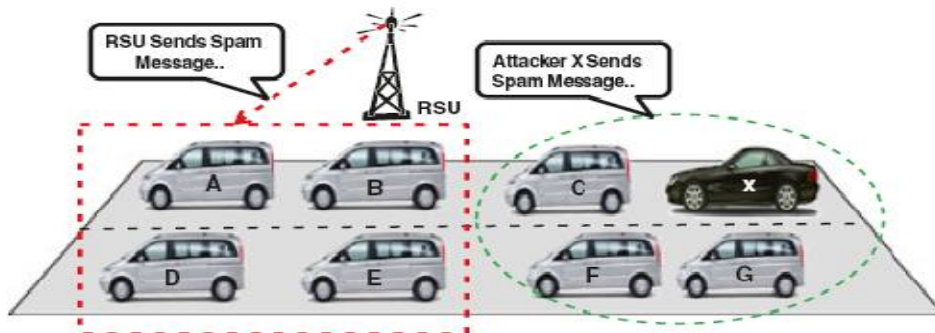 RSU Sends Spam
Message..
Attacker X Sends
Spam Message..
RSU
A
B
C
X
D
E
F
G